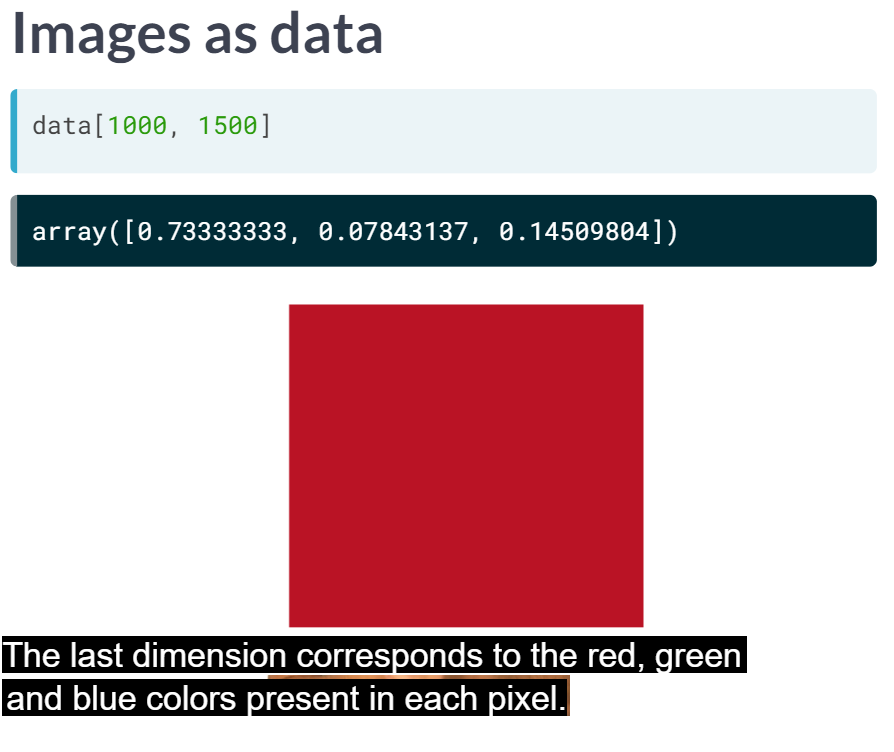 Images as data
data[1000, 1500]
array([0.73333333, 0.07843137, 0.14509804])
The last dimension corresponds to the red, green
and blue colors present in each pixel.